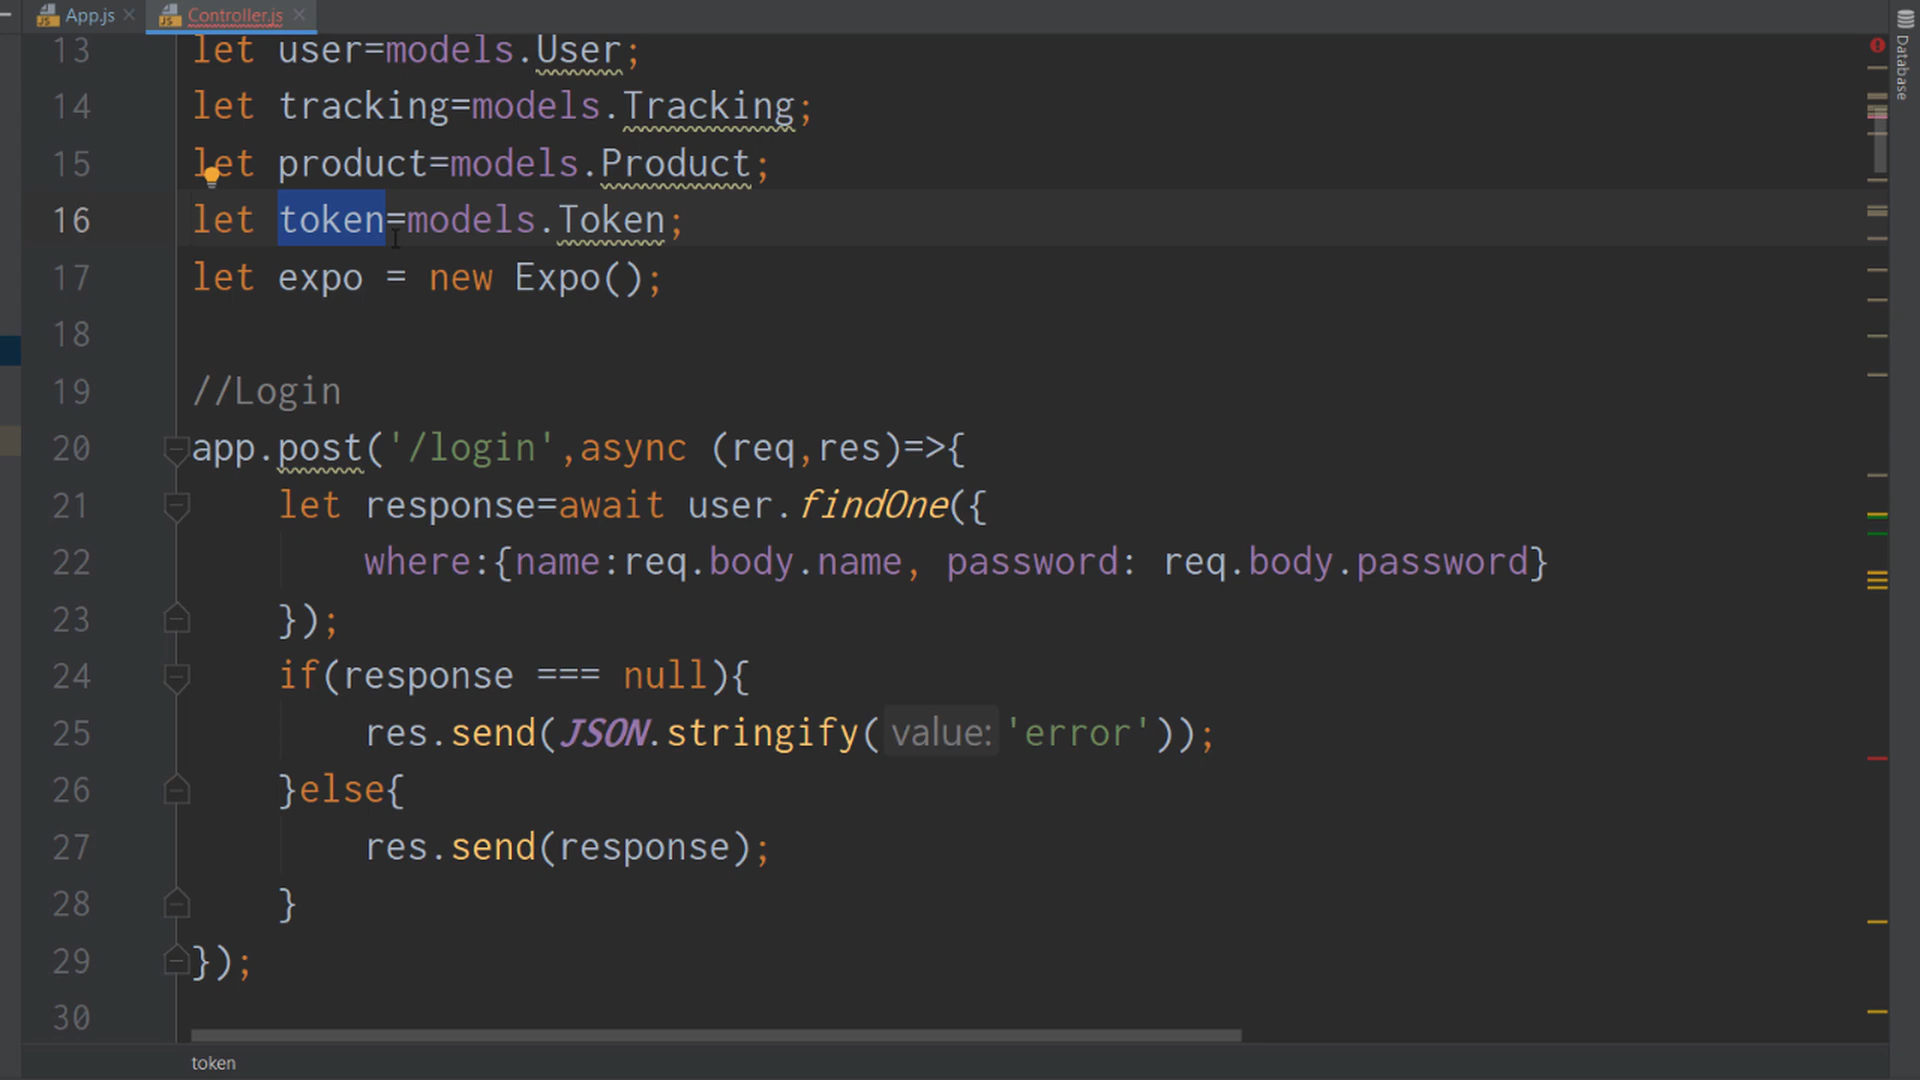 App.js
Controller.js
Database
13 let user=models.User;
14 let tracking=models.Tracking;
15 let product=models.Product;
16 let token=models.Token;
17 let expo = new Expo();
18
19 //Login
20 app.post('/login',async (req,res)=>{
21 let response=await user.findOne({
22 where:{name:req.body.name, password: req.body.password}
23 });
24 if(response === null){
25 res.send(JSON.stringify( value: 'error'));
26 }else{
27 res.send(response);
28 }
29 });
30
token